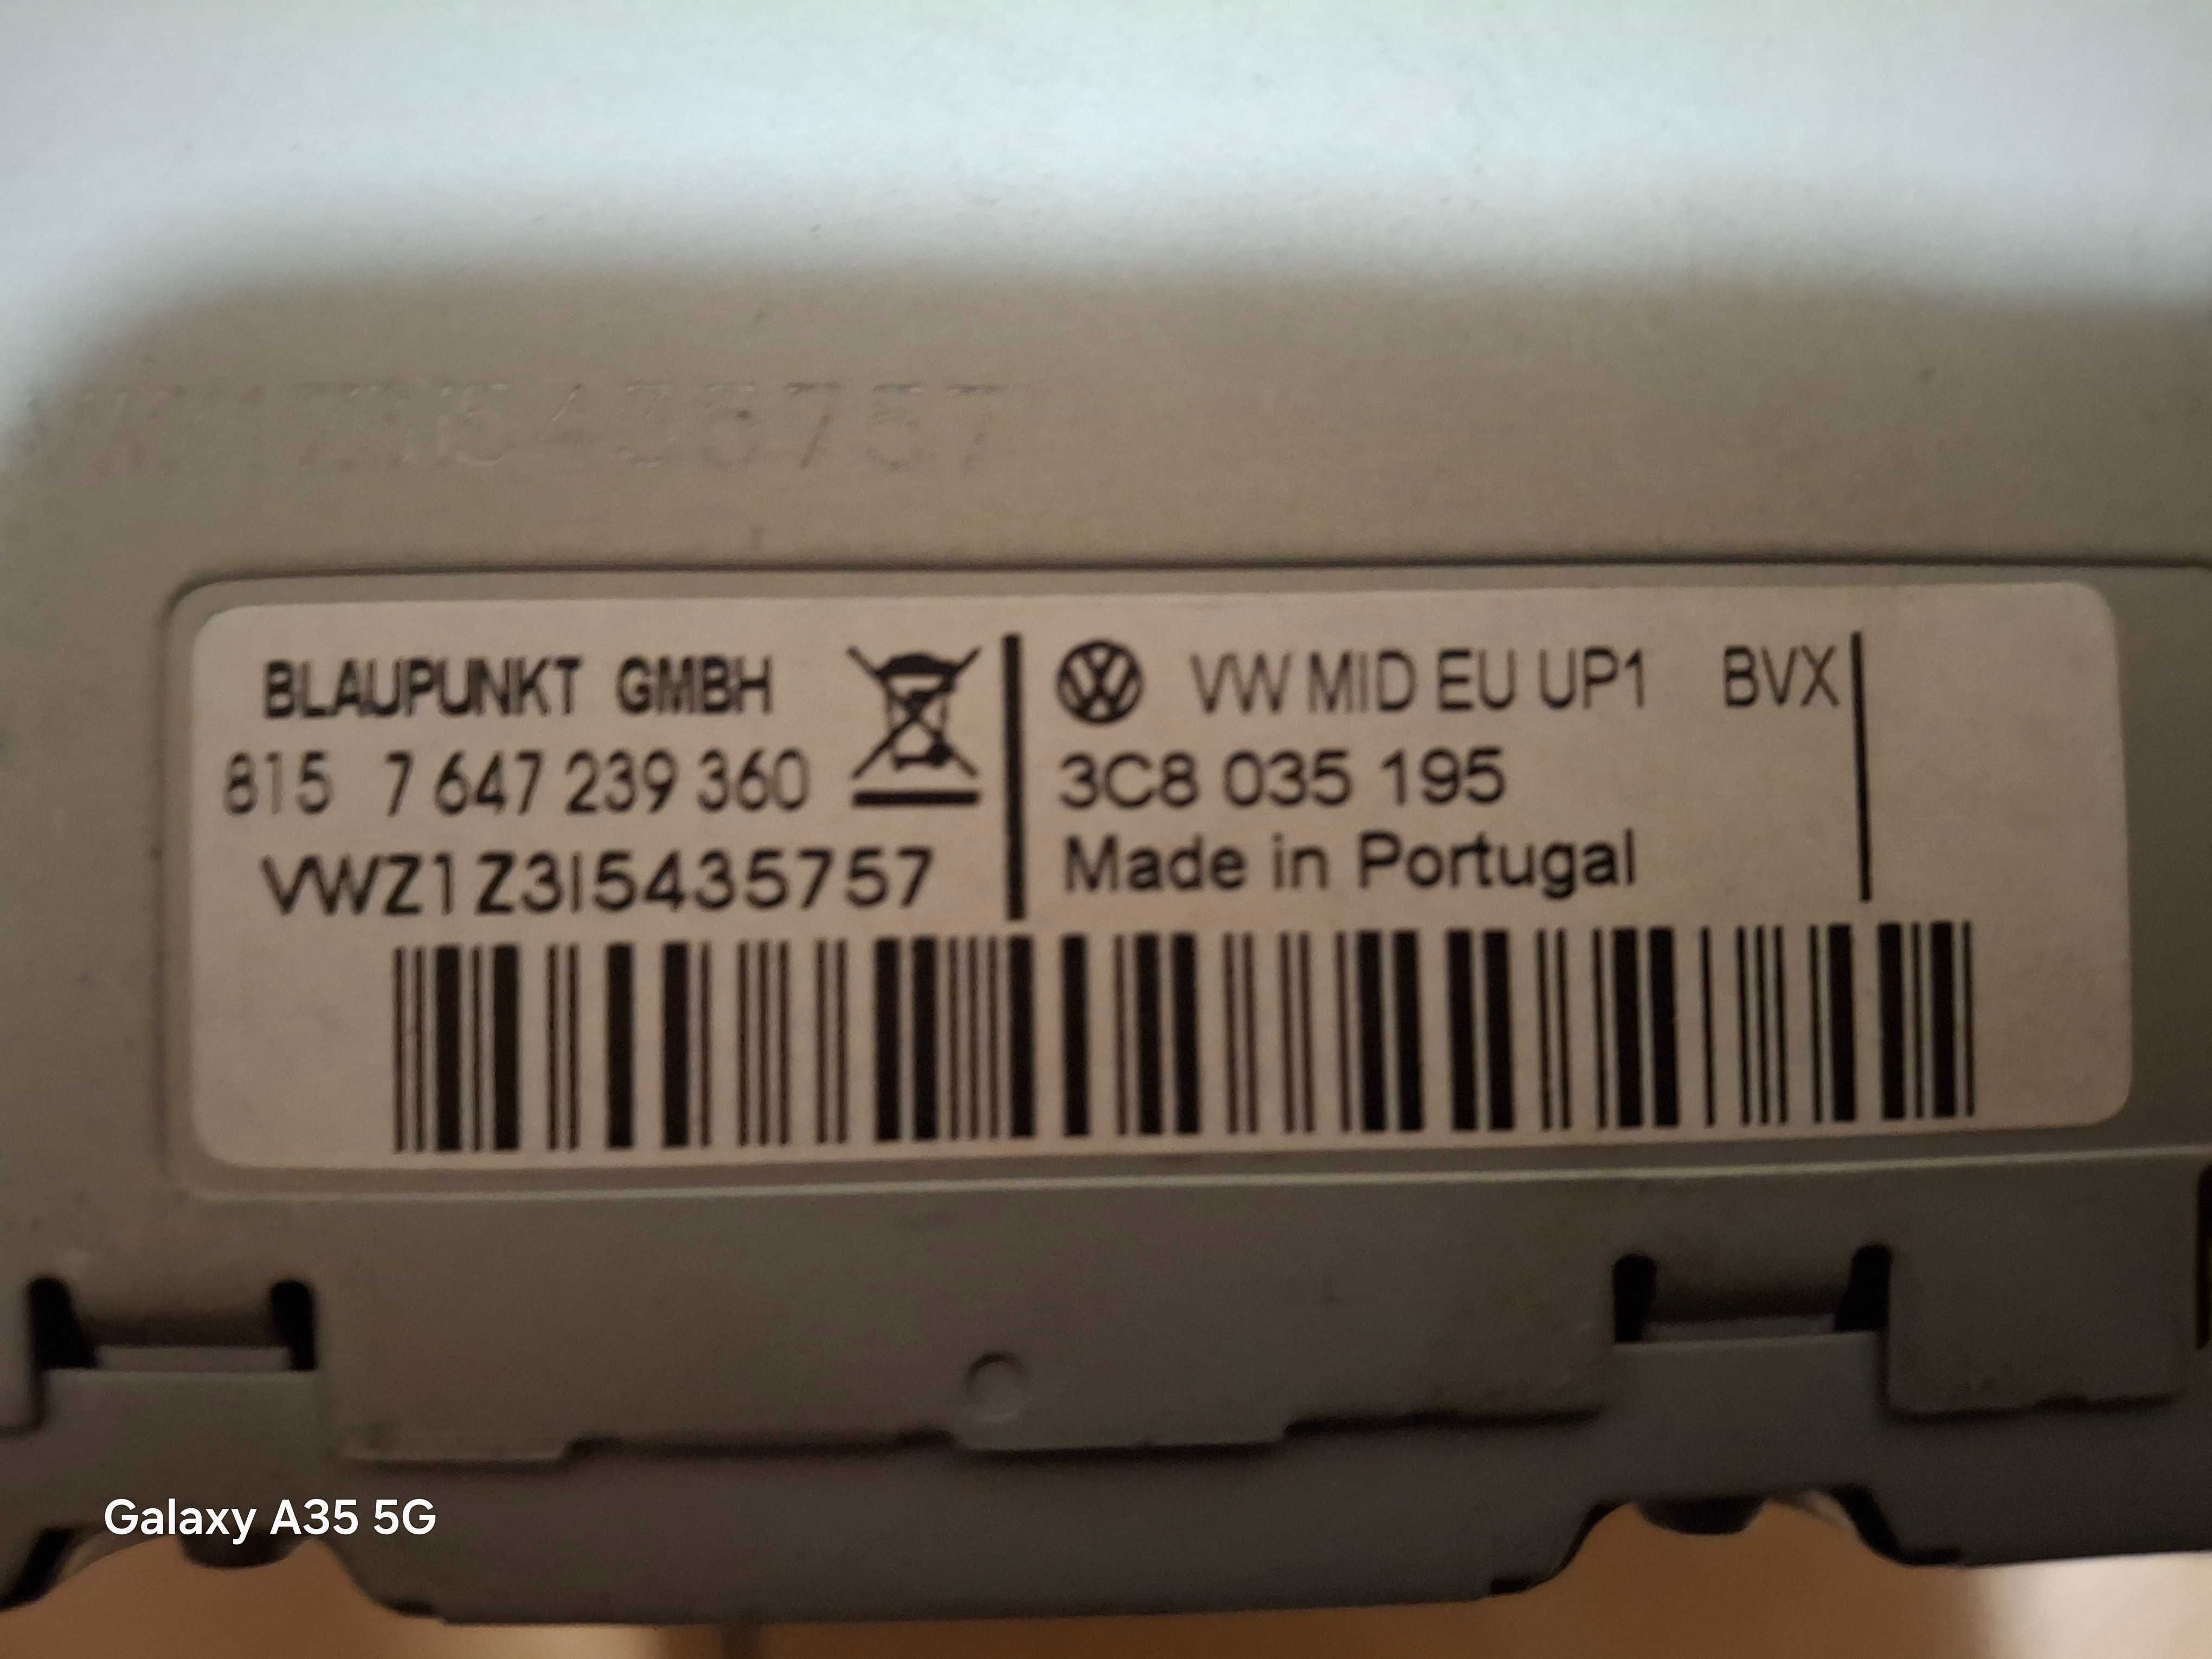 BLAUPUNKT GMBH
815 7 647 239 360
VWZ1Z3I5435757
VW MID EU UP1 BVX
3C8 035 195
Made in Portugal
Galaxy A35 5G